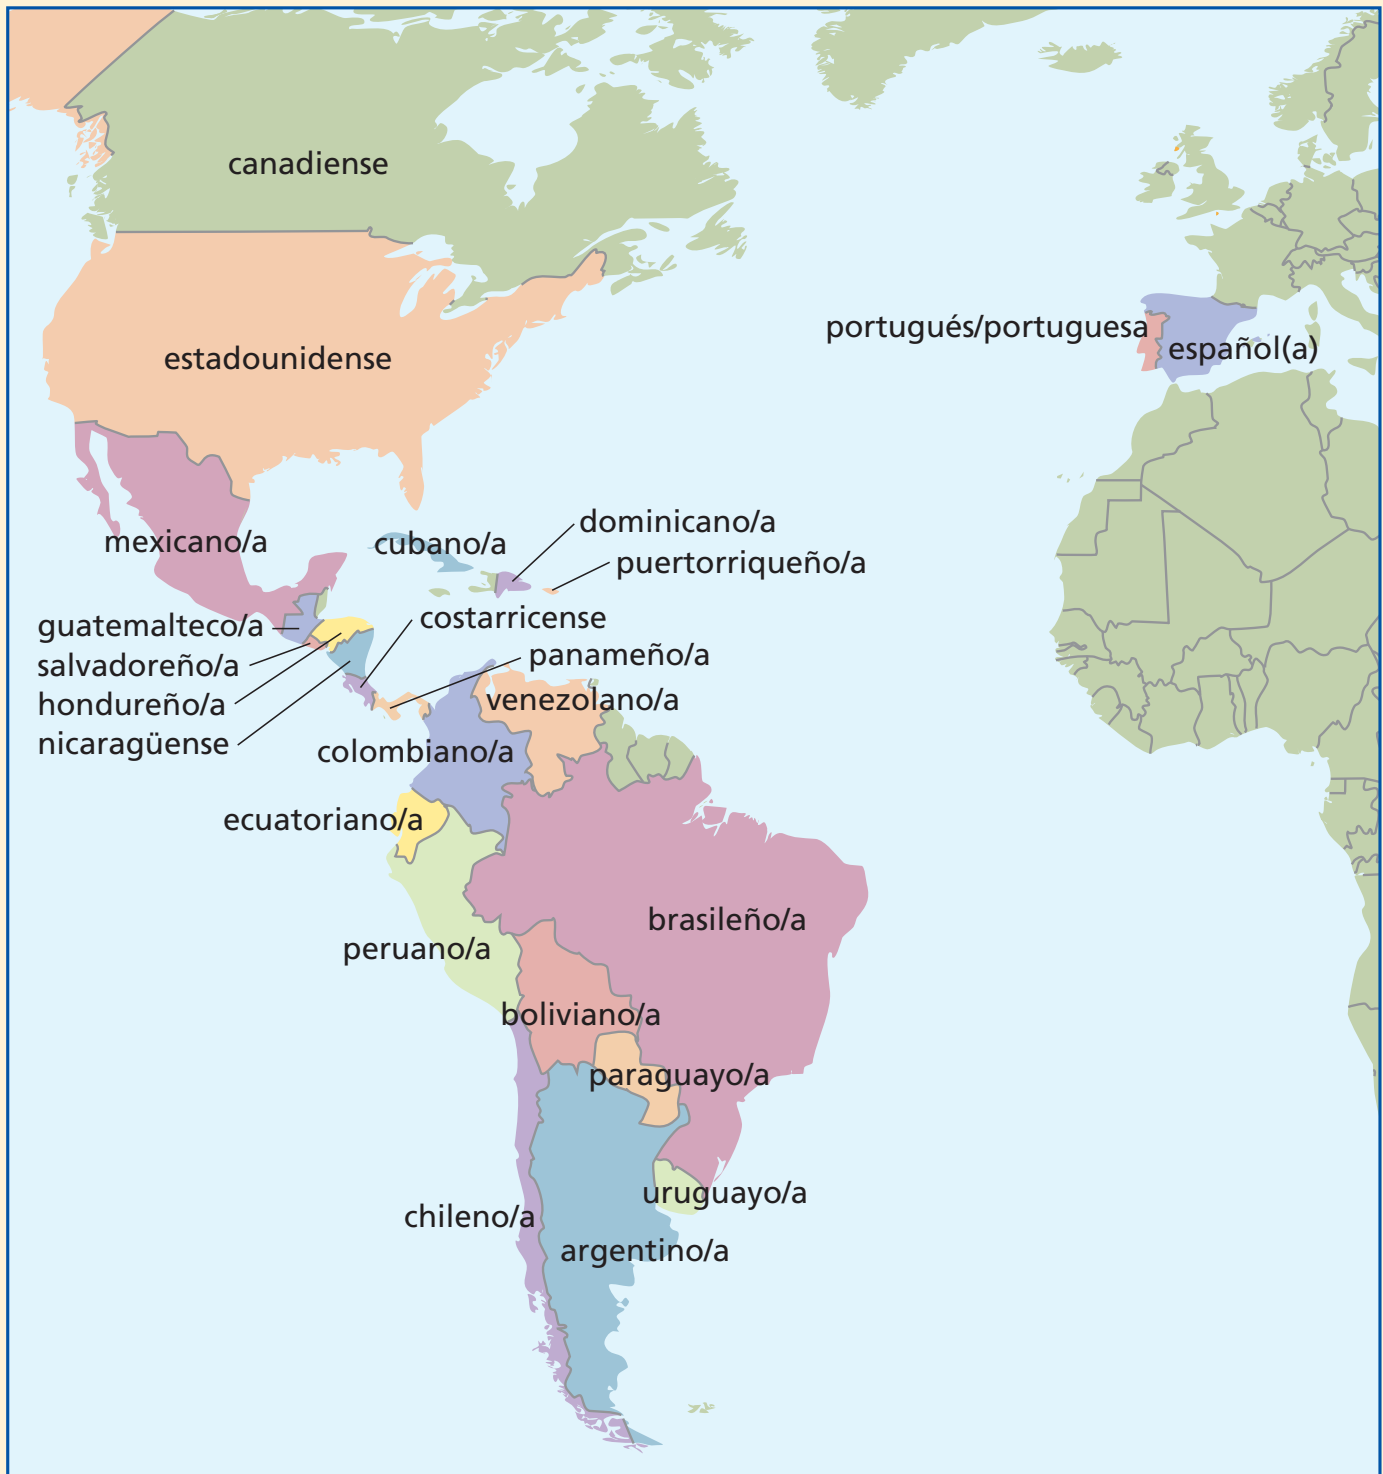 canadiense
portugués/portuguesa
español(a)
estadounidense
dominicano/a
mexicano/a
cubano/a
puertorriqueño/a
guatemalteco/a
costarricense
salvadoreño/a
panameño/a
hondureño/a
venezolano/a
nicaragüense
colombiano/a
ecuatoriano/a
brasileño/a
peruano/a
boliviano/a
paraguayo/a
uruguayo/a
chileno/a
argentino/a